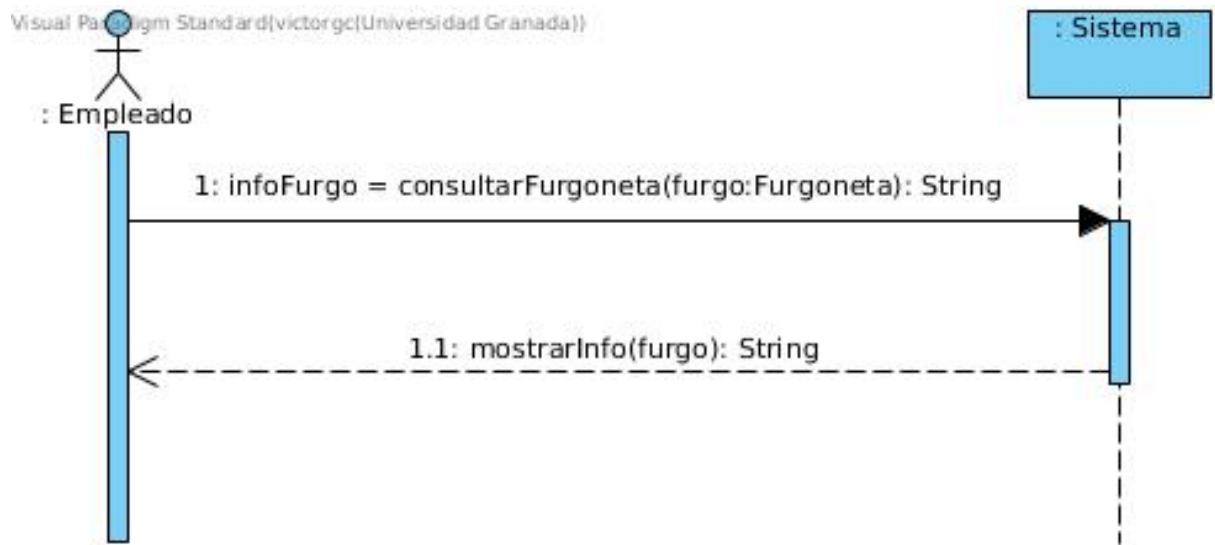 Visual Paradigm Standard(victorgc(Universidad Granada))
: Sistema
: Empleado
1: infoFurgo = consultarFurgoneta(furgo:Furgoneta): String
1.1: mostrarInfo(furgo): String